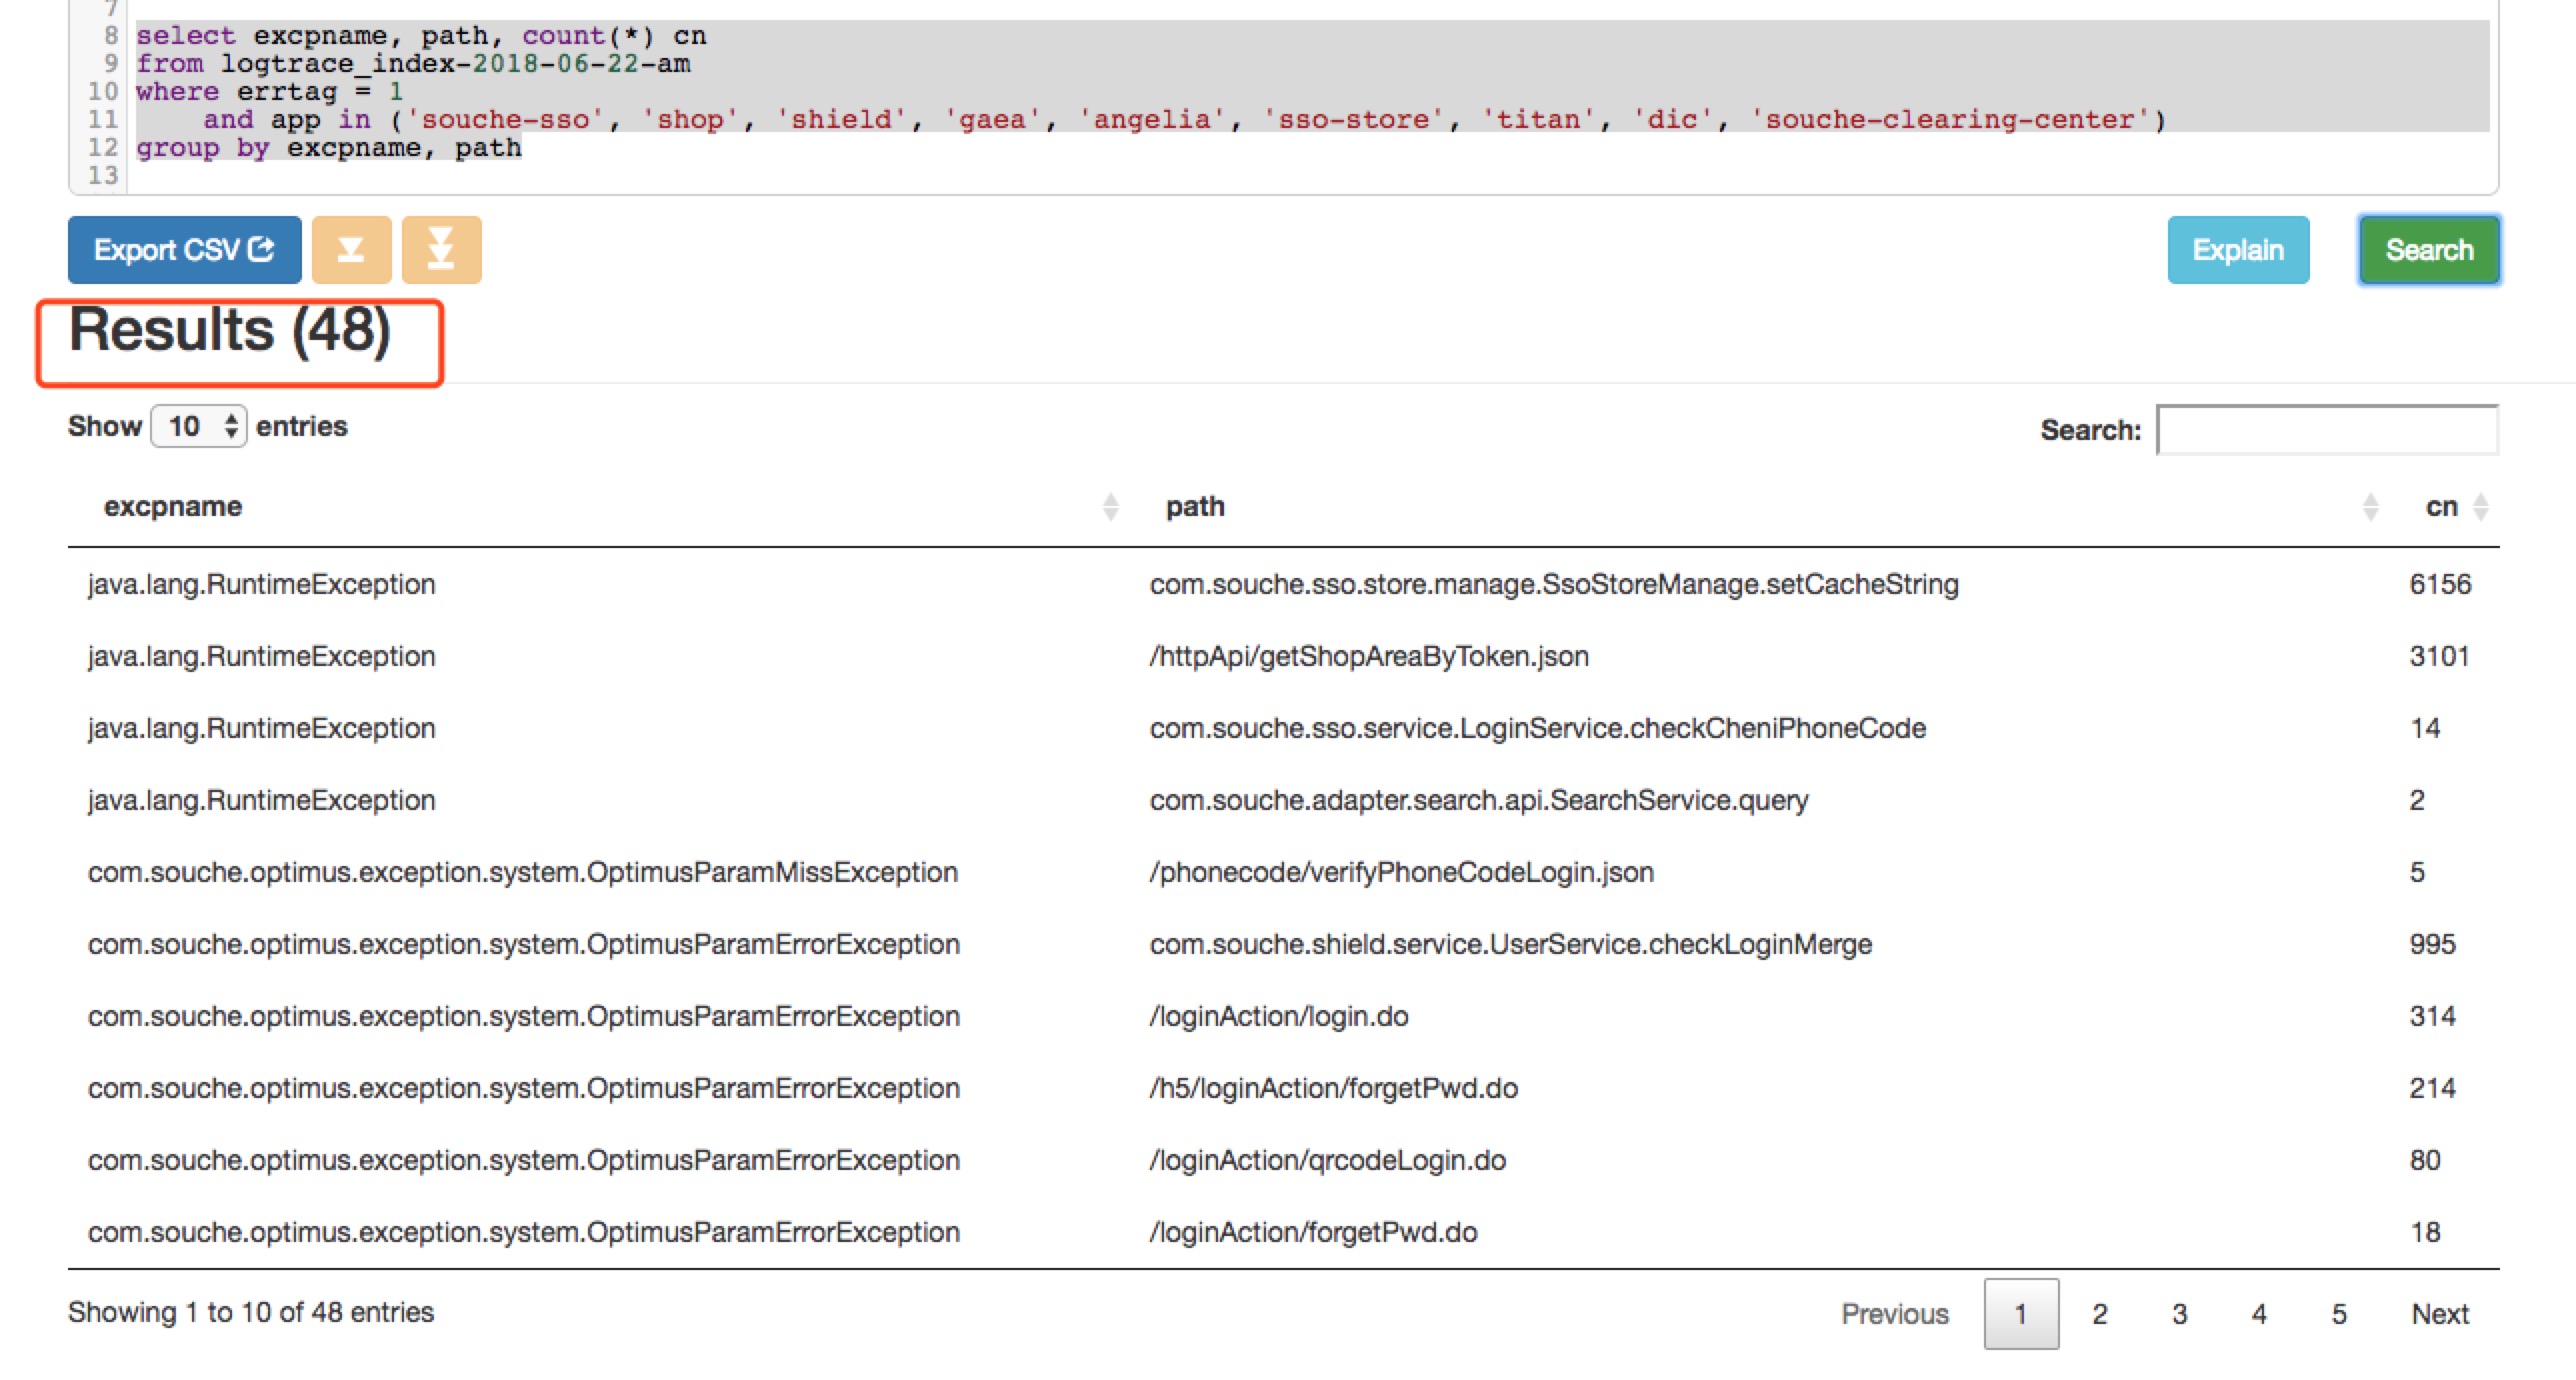 7
8 select excpname, path, count(*) cn
9 from logtrace_index-2018-06-22-am
10 where errtag = 1
11 and app in ('souche-sso', 'shop', 'shield', 'gaea', 'angelia', 'sso-store', 'titan', 'dic', 'souche-clearing-center')
12 group by excpname, path
13
Export CSV Explain Search
Results (48)
Show 10 entries Search:
excpname path cn
java.lang.RuntimeException com.souche.sso.store.manage.SsoStoreManage.setCacheString 6156
java.lang.RuntimeException /httpApi/getShopAreaByToken.json 3101
java.lang.RuntimeException com.souche.sso.service.LoginService.checkCheniPhoneCode 14
java.lang.RuntimeException com.souche.adapter.search.api.SearchService.query 2
com.souche.optimus.exception.system.OptimusParamMissException /phonecode/verifyPhoneCodeLogin.json 5
com.souche.optimus.exception.system.OptimusParamErrorException com.souche.shield.service.UserService.checkLoginMerge 995
com.souche.optimus.exception.system.OptimusParamErrorException /loginAction/login.do 314
com.souche.optimus.exception.system.OptimusParamErrorException /h5/loginAction/forgetPwd.do 214
com.souche.optimus.exception.system.OptimusParamErrorException /loginAction/qrcodeLogin.do 80
com.souche.optimus.exception.system.OptimusParamErrorException /loginAction/forgetPwd.do 18
Showing 1 to 10 of 48 entries Previous 1 2 3 4 5 Next